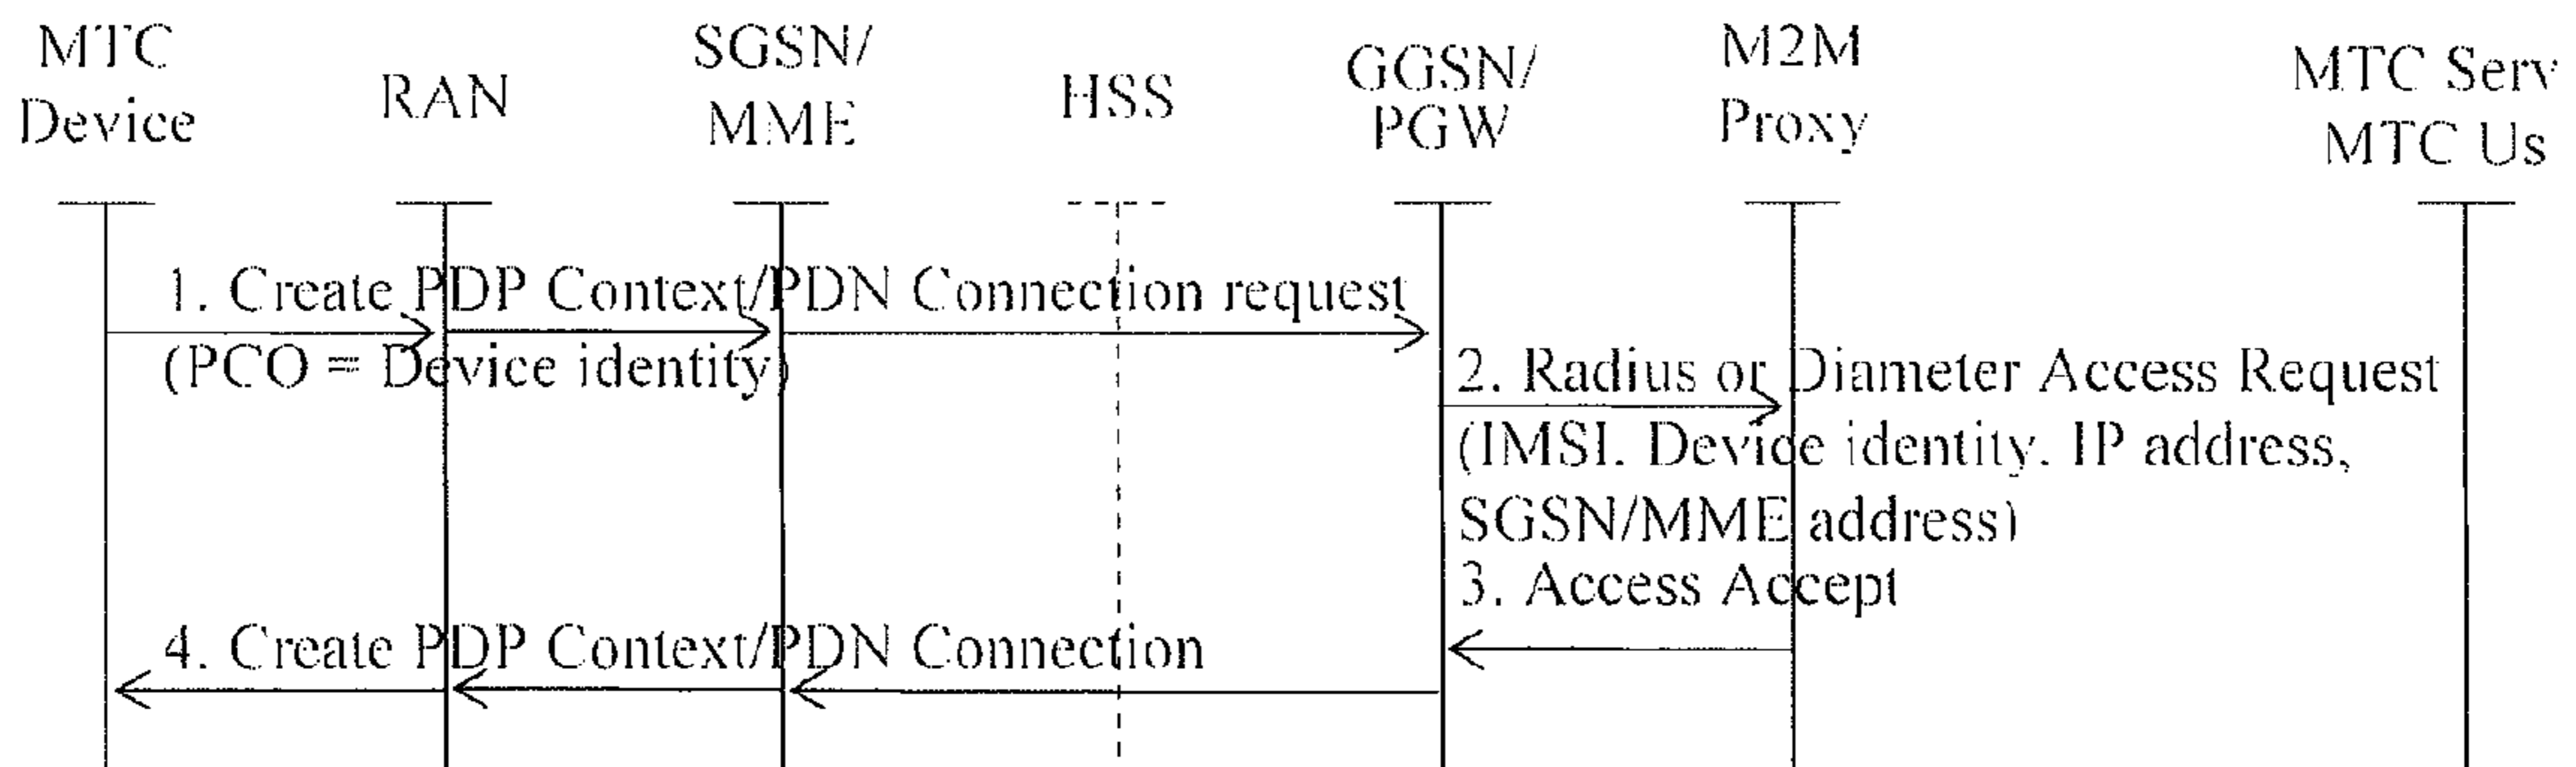 MTC
Device
RAN
SGSN/
MME
HSS
GGSN/
PGW
M2M
Proxy
MTC Serv
MTC Us
1. Create PDP Context/PDN Connection request
(PCO = Device identity)
2. Radius or Diameter Access Request
(IMSI. Device identity. IP address,
SGSN/MME address)
3. Access Accept
4. Create PDP Context/PDN Connection